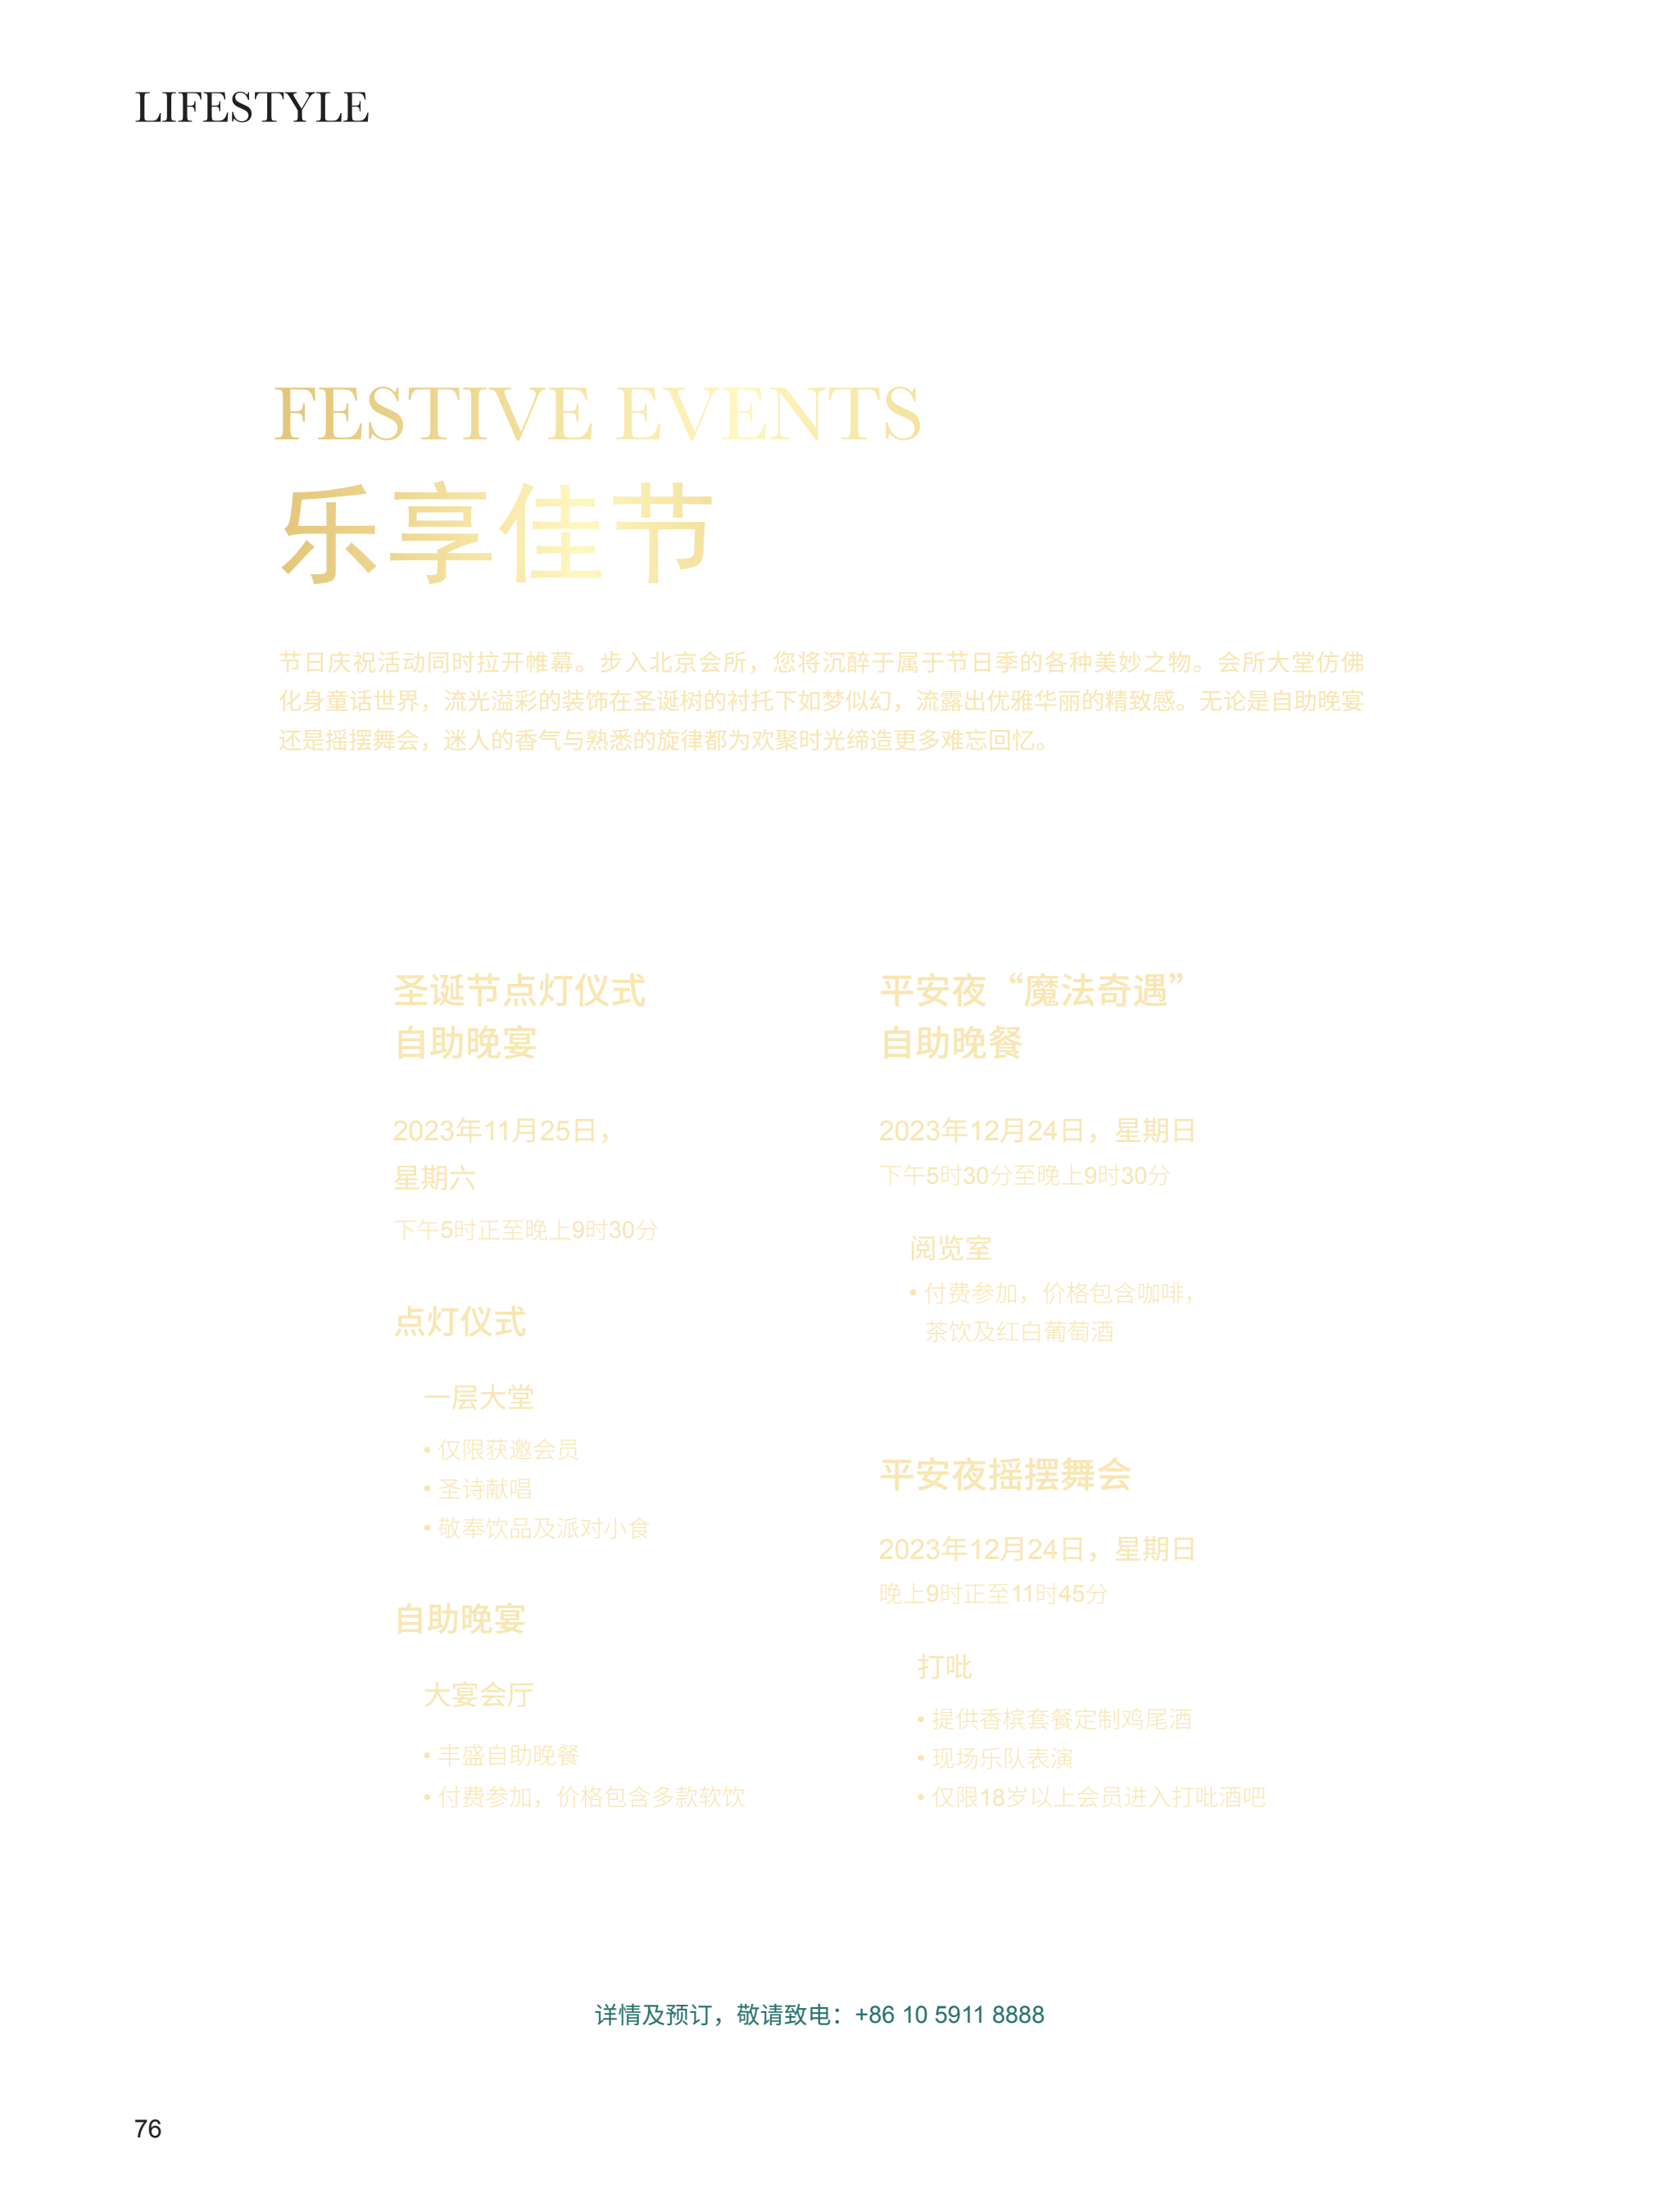 LIFESTYLE
FESTIVE EVENTS
乐享佳节
节日庆祝活动同时拉开帷幕。步入北京会所，您将沉醉于属于节日季的各种美妙之物。会所大堂仿佛
化身童话世界，流光溢彩的装饰在圣诞树的衬托下如梦似幻，流露出优雅华丽的精致感。无论是自助晚宴
还是摇摆舞会，迷人的香气与熟悉的旋律都为欢聚时光缔造更多难忘回忆。
圣诞节点灯仪式
自助晚宴
2023年11月25日，
星期六
下午5时正至晚上9时30分
点灯仪式
一层大堂
• 仅限获邀会员
• 圣诗献唱
• 敬奉饮品及派对小食
自助晚宴
大宴会厅
• 丰盛自助晚餐
• 付费参加，价格包含多款软饮
平安夜“魔法奇遇”
自助晚餐
2023年12月24日，星期日
下午5时30分至晚上9时30分
阅览室
• 付费参加，价格包含咖啡，
茶饮及红白葡萄酒
平安夜摇摆舞会
2023年12月24日，星期日
晚上9时正至11时45分
打吡
• 提供香槟套餐定制鸡尾酒
• 现场乐队表演
• 仅限18岁以上会员进入打吡酒吧
详情及预订，敬请致电：+86 10 5911 8888
76